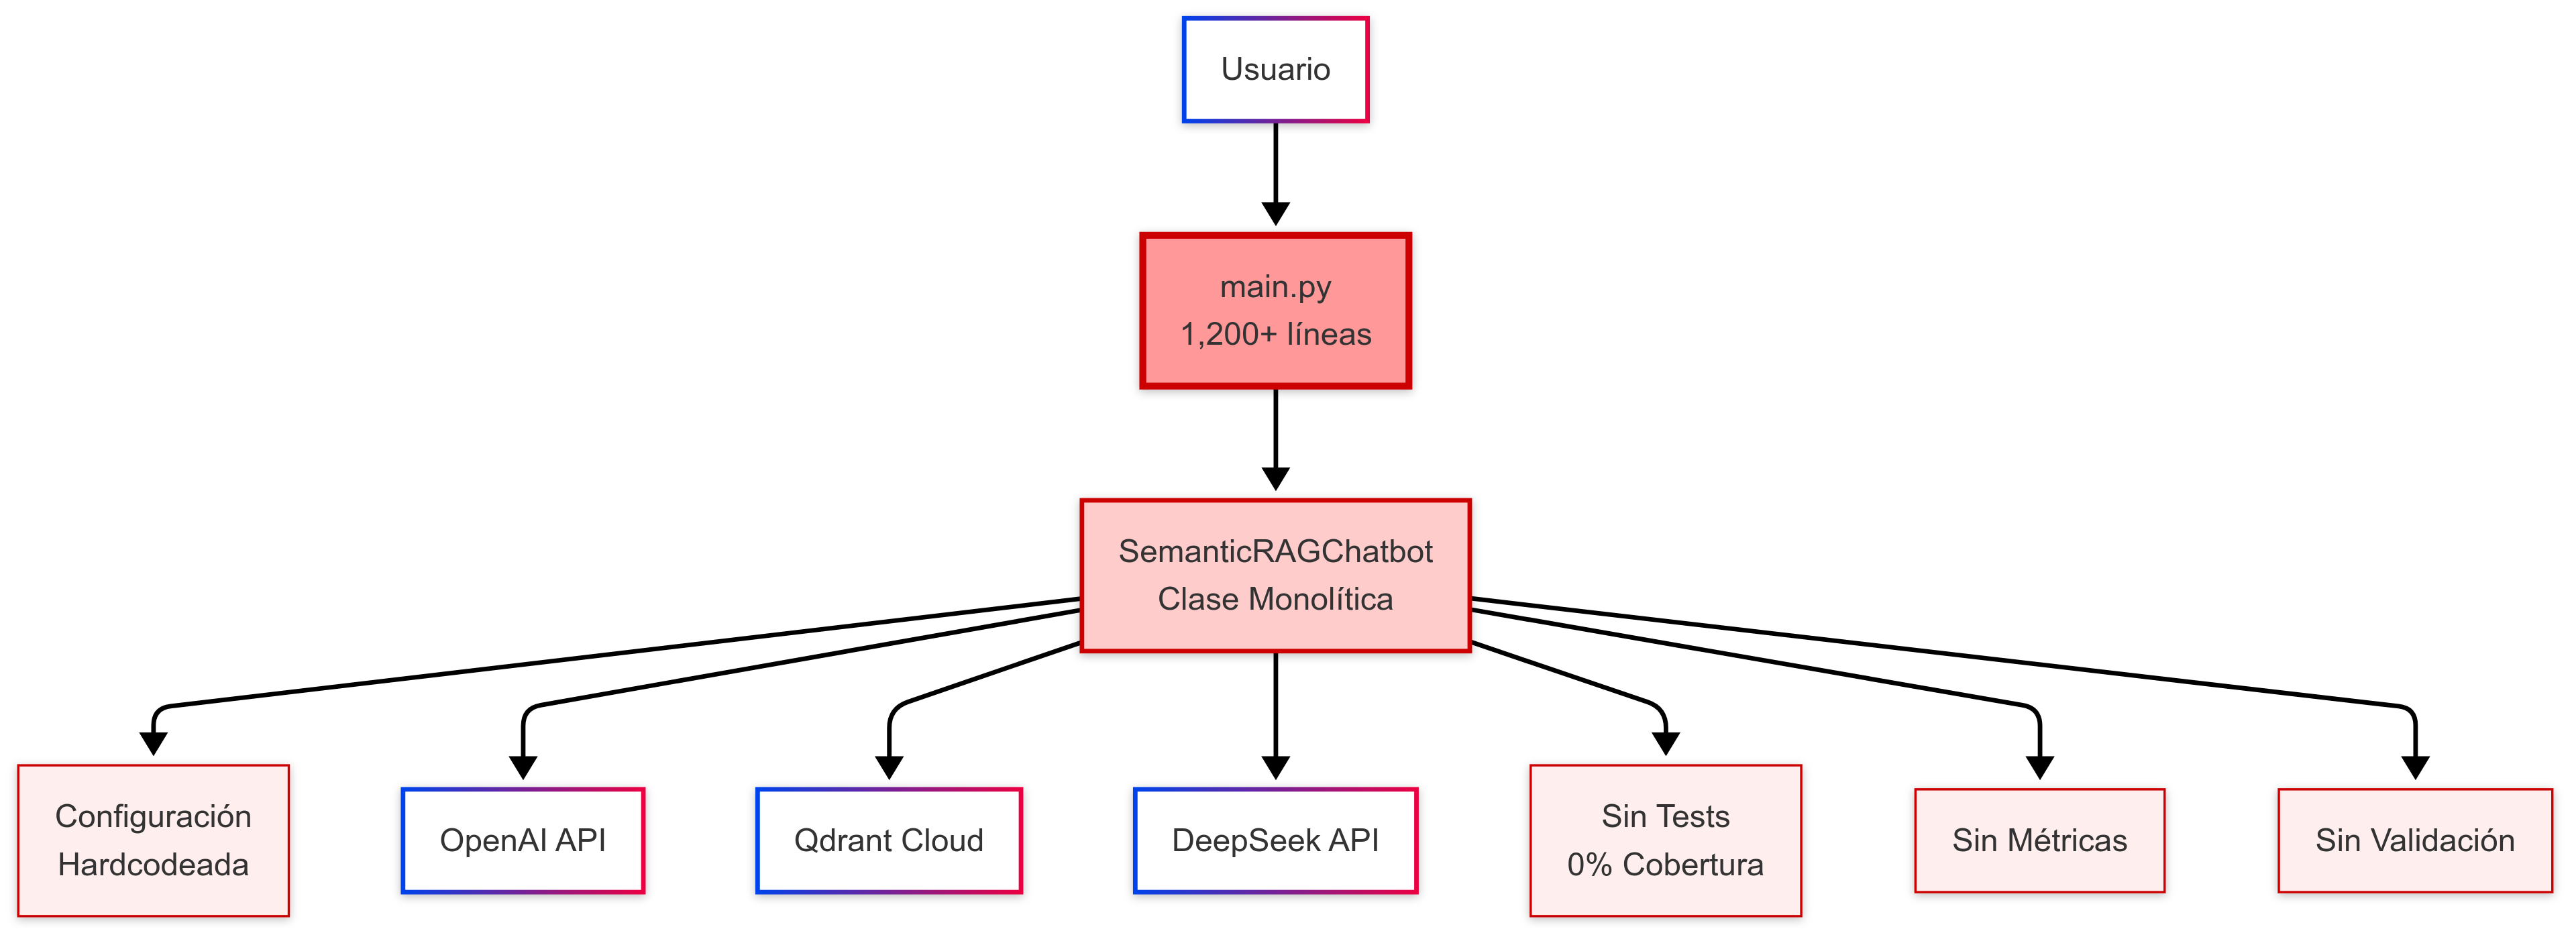 Usuario
main.py
1,200+ líneas
SemanticRAGChatbot
Clase Monolítica
Configuración
Hardcodeada
OpenAI API
Qdrant Cloud
DeepSeek API
Sin Tests
0% Cobertura
Sin Métricas
Sin Validación